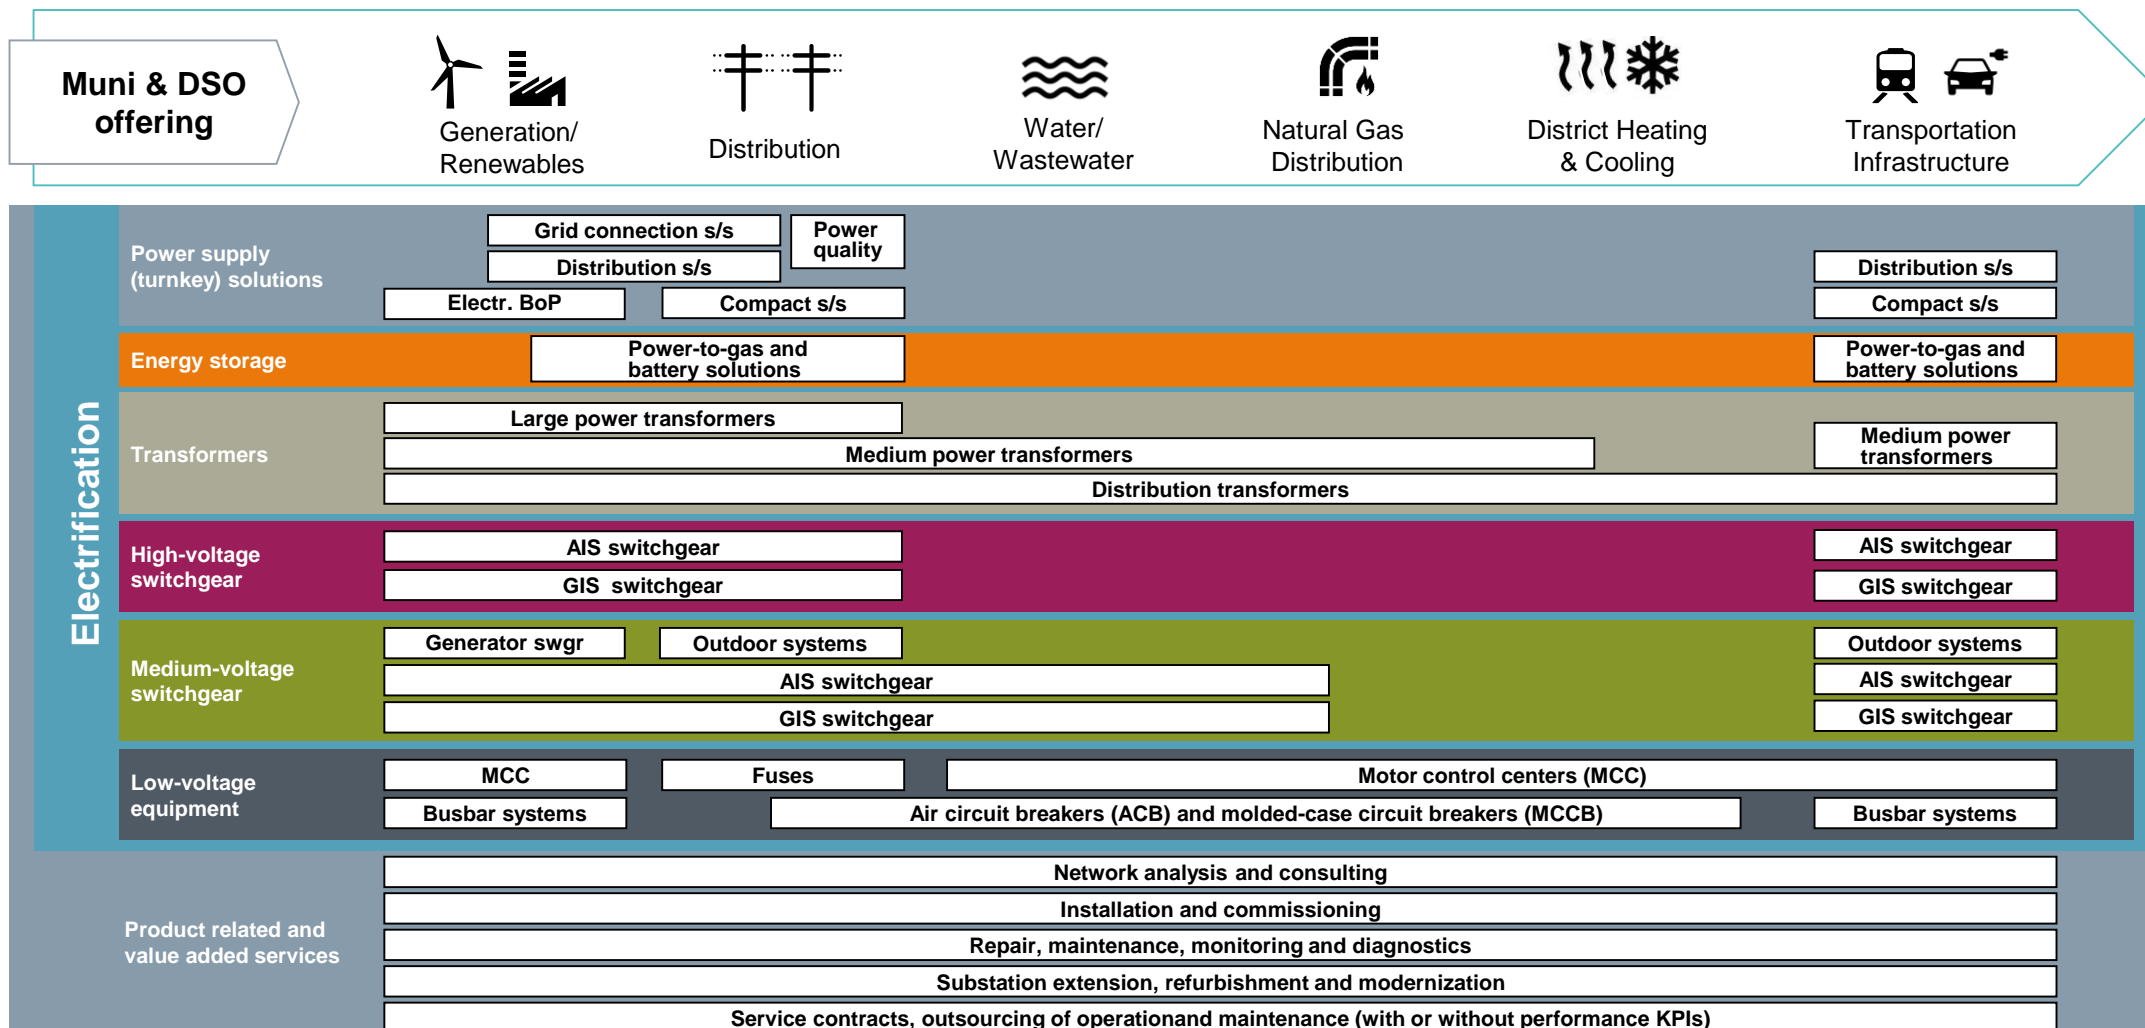 Muni & DSO
offering
Generation/
Renewables
Distribution
Water/
Wastewater
Natural Gas
Distribution
District Heating
& Cooling
Transportation
Infrastructure
Electrification
Power supply
(turnkey) solutions
Grid connection s/s
Power
quality
Distribution s/s
Distribution s/s
Electr. BoP
Compact s/s
Compact s/s
Energy storage
Power-to-gas and
battery solutions
Power-to-gas and
battery solutions
Transformers
Large power transformers
Medium power transformers
Medium power
transformers
Distribution transformers
High-voltage
switchgear
AIS switchgear
AIS switchgear
GIS switchgear
GIS switchgear
Medium-voltage
switchgear
Generator swgr
Outdoor systems
Outdoor systems
AIS switchgear
AIS switchgear
GIS switchgear
GIS switchgear
Low-voltage
equipment
MCC
Fuses
Motor control centers (MCC)
Busbar systems
Air circuit breakers (ACB) and molded-case circuit breakers (MCCB)
Busbar systems
Product related and
value added services
Network analysis and consulting
Installation and commissioning
Repair, maintenance, monitoring and diagnostics
Substation extension, refurbishment and modernization
Service contracts, outsourcing of operationand maintenance (with or without performance KPIs)